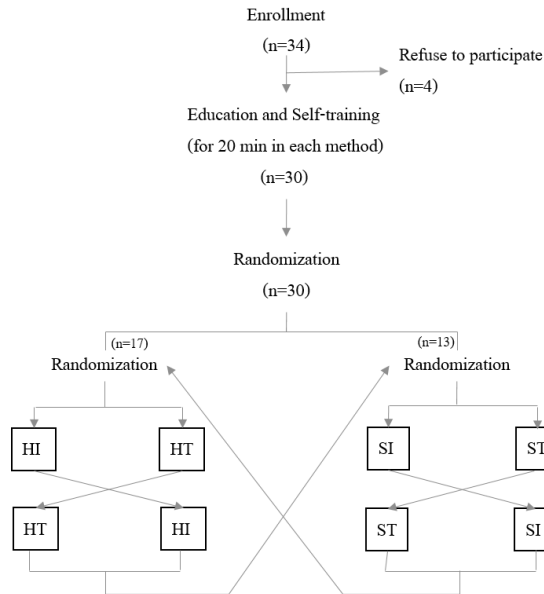 Enrollment
(n=34)
Refuse to participate
(n=4)
Education and Self-training
(for 20 min in each method)
(n=30)
Randomization
(n=30)
(n=17)
(n=13)
Randomization
Randomization
HI
HT
SI
ST
HT
HI
ST
SI